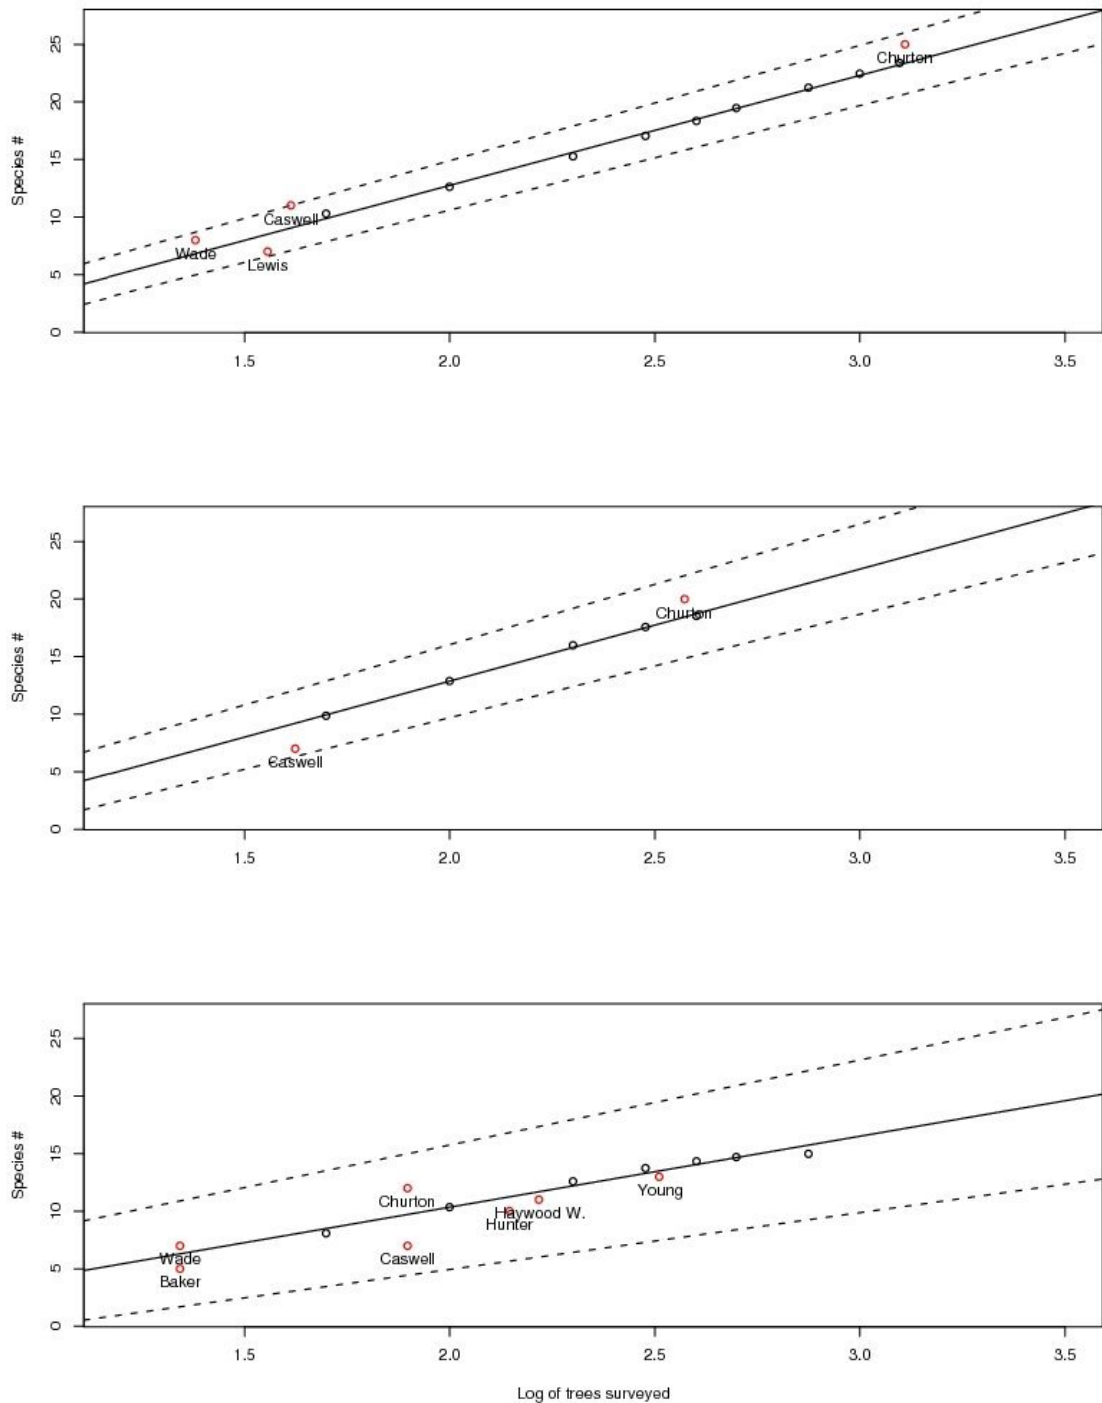 Species #
25
20
15
10
5
0
Churton
Caswell
Wade
Lewis
1.5 2.0 2.5 3.0 3.5
Species #
25
20
15
10
5
0
Churton
Caswell
1.5 2.0 2.5 3.0 3.5
Species #
25
20
15
10
5
0
Young
Churton
Haywood W.
Hunter
Wade
Caswell
Baker
1.5 2.0 2.5 3.0 3.5
Log of trees surveyed